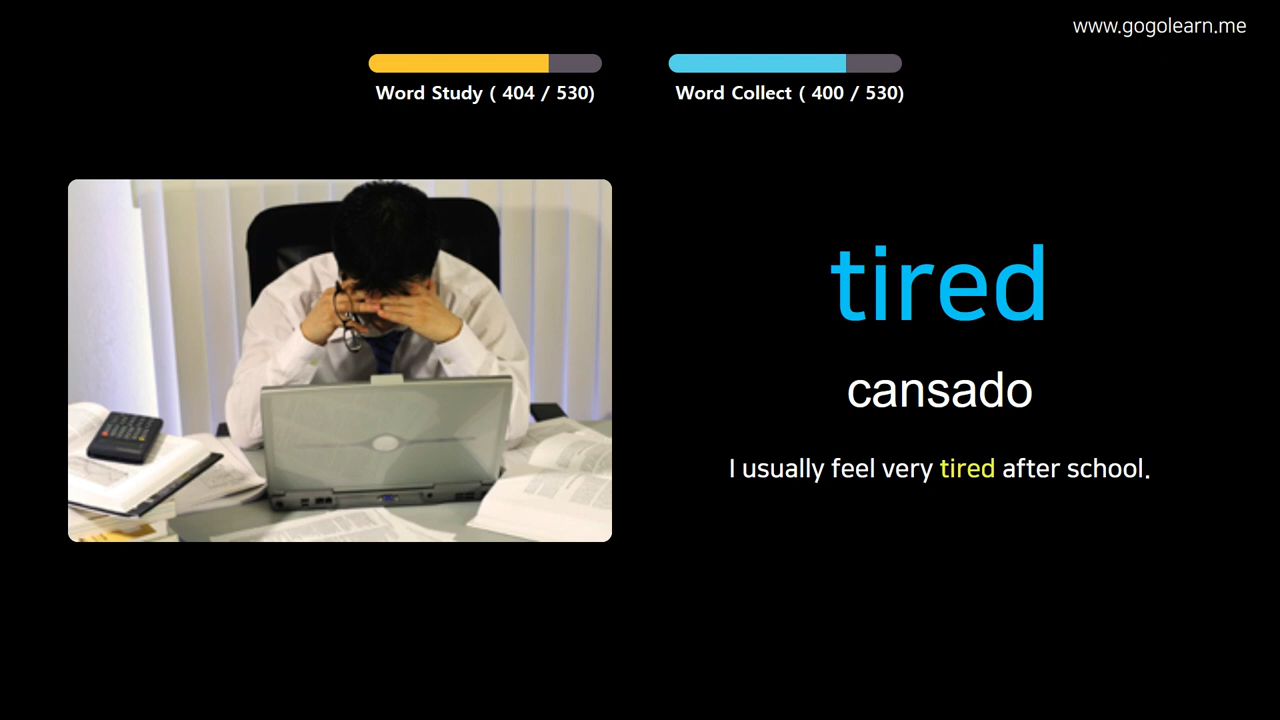 www.gogolearn.me
Word Study ( 404 / 530)
Word Collect ( 400 / 530)
tired
cansado
I usually feel very tired after school.